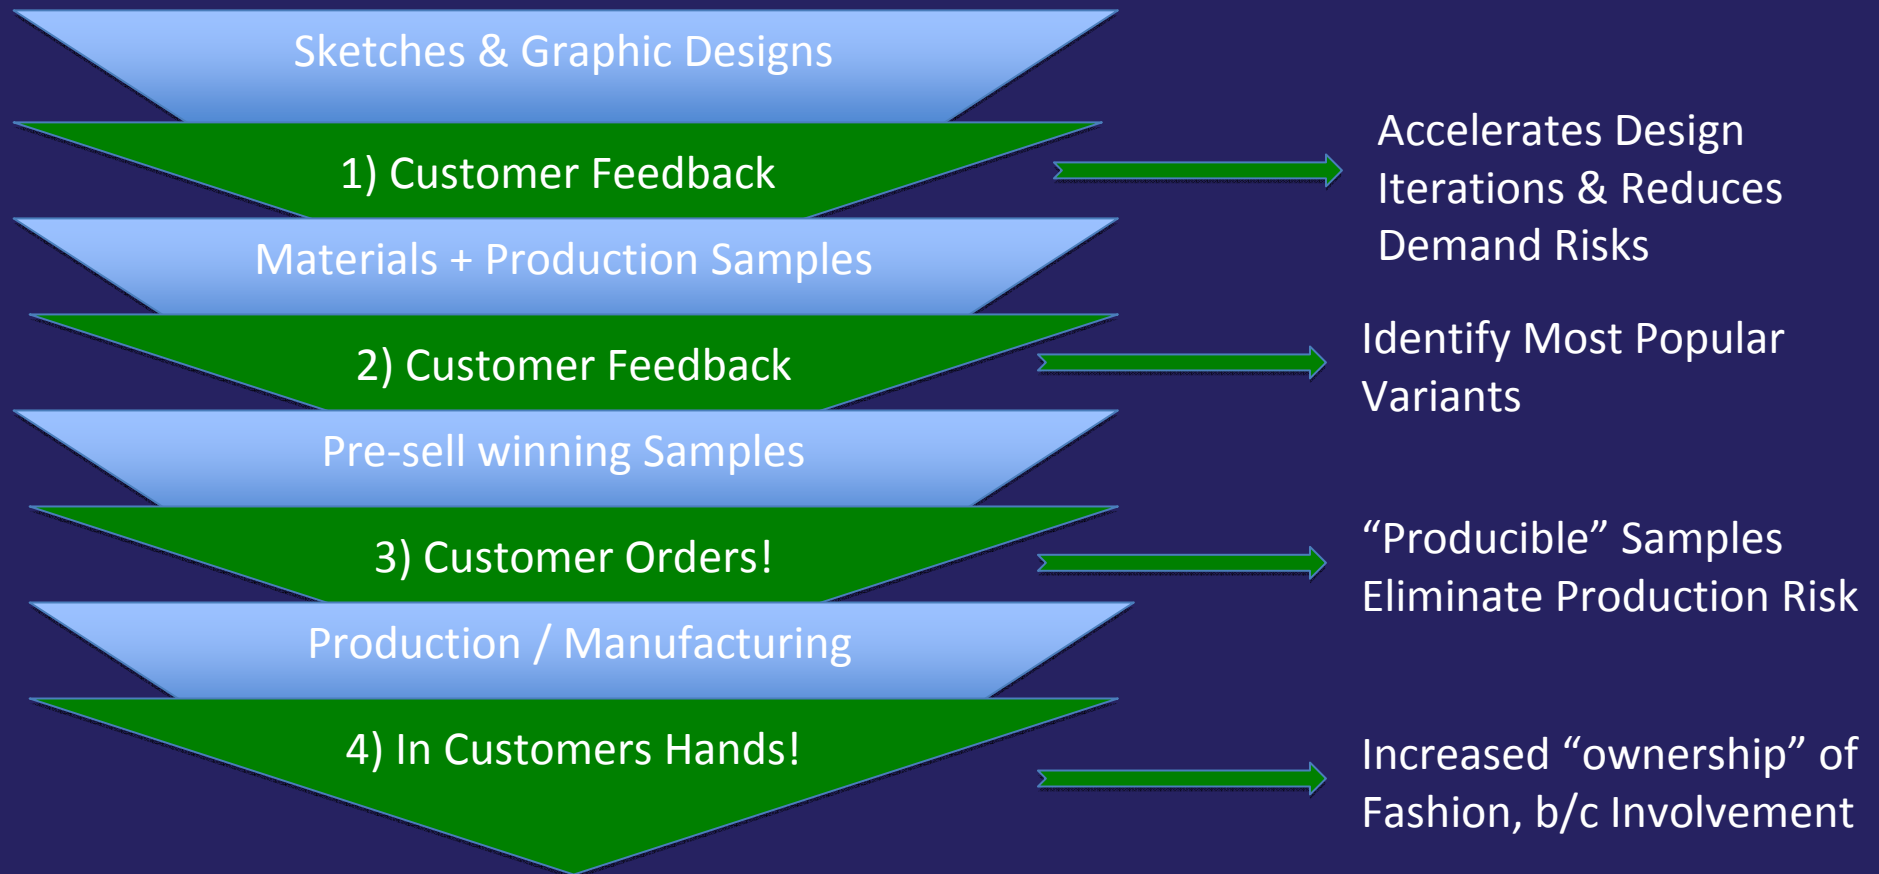 Sketches & Graphic Designs
1) Customer Feedback
Accelerates Design
Iterations & Reduces
Demand Risks
Materials + Production Samples
2) Customer Feedback
Identify Most Popular
Variants
Pre-sell winning Samples
3) Customer Orders!
“Producible” Samples
Eliminate Production Risk
Production / Manufacturing
4) In Customers Hands!
Increased “ownership” of
Fashion, b/c Involvement